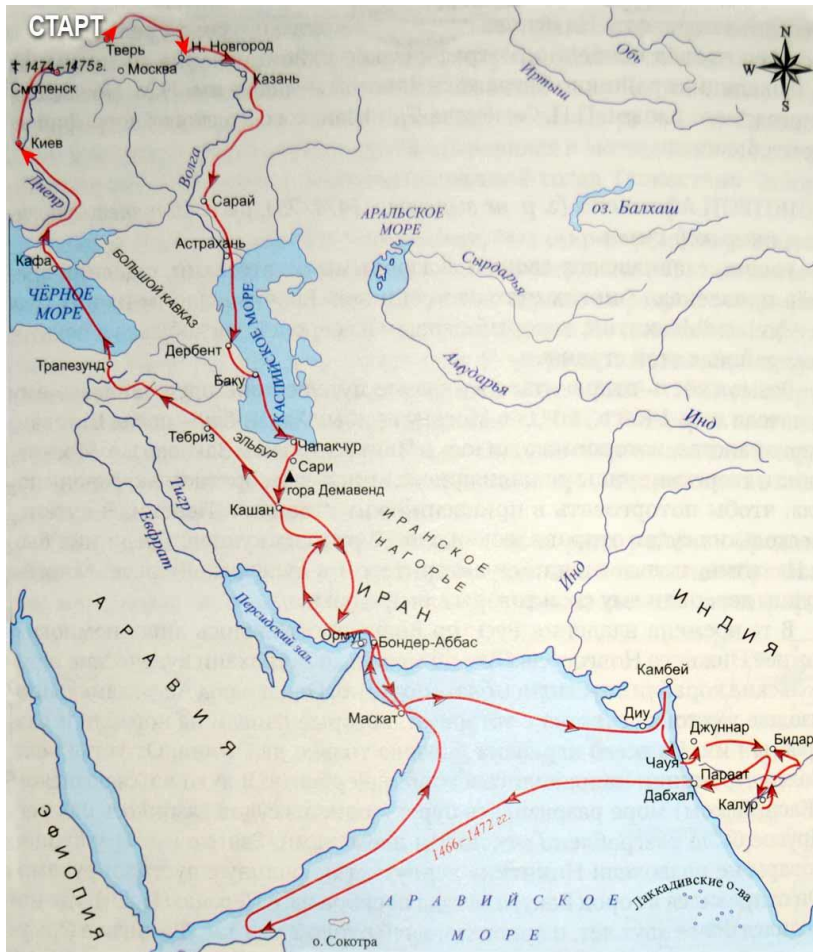 СТАРТ
Тверь
Н. Новгород
† 1474–1475г.
Москва
Казань
Смоленск
Обь
Иртыш
N
W E
S
Киев
Днепр
Волга
Сарай
Астрахань
АРАЛЬСКОЕ
МОРЕ
оз. Балхаш
Сырдарья
Кафа
БОЛЬШОЙ КАВКАЗ
ЧЁРНОЕ
МОРЕ
КАСПИЙСКОЕ МОРЕ
Дербент
Амударья
Трапезунд
Баку
Инд
Тебриз
ЭЛЬБУР
Чапакчур
Сари
гора Демавенд
Тигр
Кашан
Евфрат
ИРАНСКОЕ
НАГОРЬЕ
Инд
ИРАН
ИНДИЯ
АРАВИЯ
Персидский зал.
Ормуз
Бондер-Аббас
Камбей
Маскат
Диу
Джуннар
Бидар
Чауя
Параат
Дабхал
Калур
ЭФИОПИЯ
1466–1472 гг.
Лаккадивские о-ва
АРАВИЙСКОЕ
МОРЕ
о. Сокотра